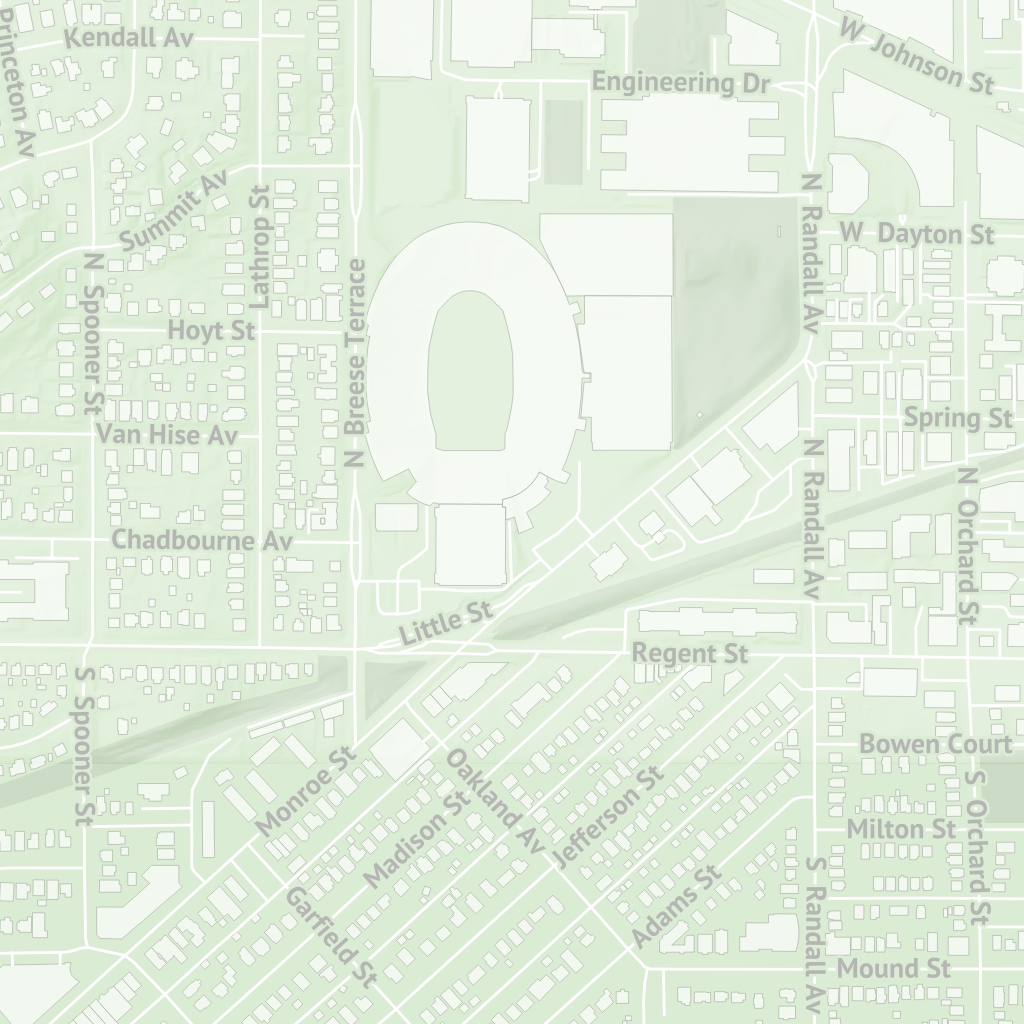 Princeton Av
Kendall Av
W Johnson St
Engineering Dr
Summit Av
Lathrop St
N Randall Av
W Dayton St
N Spooner St
Hoyt St
N Breese Terrace
Van Hise Av
Spring St
N Randall Av
N Orchard St
Chadbourne Av
Little St
Regent St
S Spooner St
Monroe St
Oakland Av
Bowen Court
Madison St
Jefferson St
S Orchard St
Milton St
Garfield St
Adams St
S Randall Av
Mound St